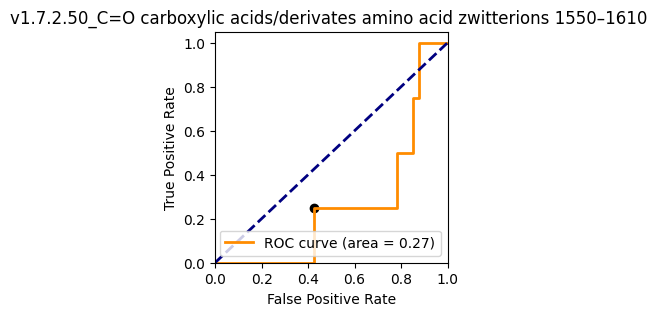 v1.7.2.50_C=O carboxylic acids/derivates amino acid zwitterions 1550–1610
1.0
0.8
0.6
0.4
0.2
0.0
True Positive Rate
ROC curve (area = 0.27)
0.0 0.2 0.4 0.6 0.8 1.0
False Positive Rate